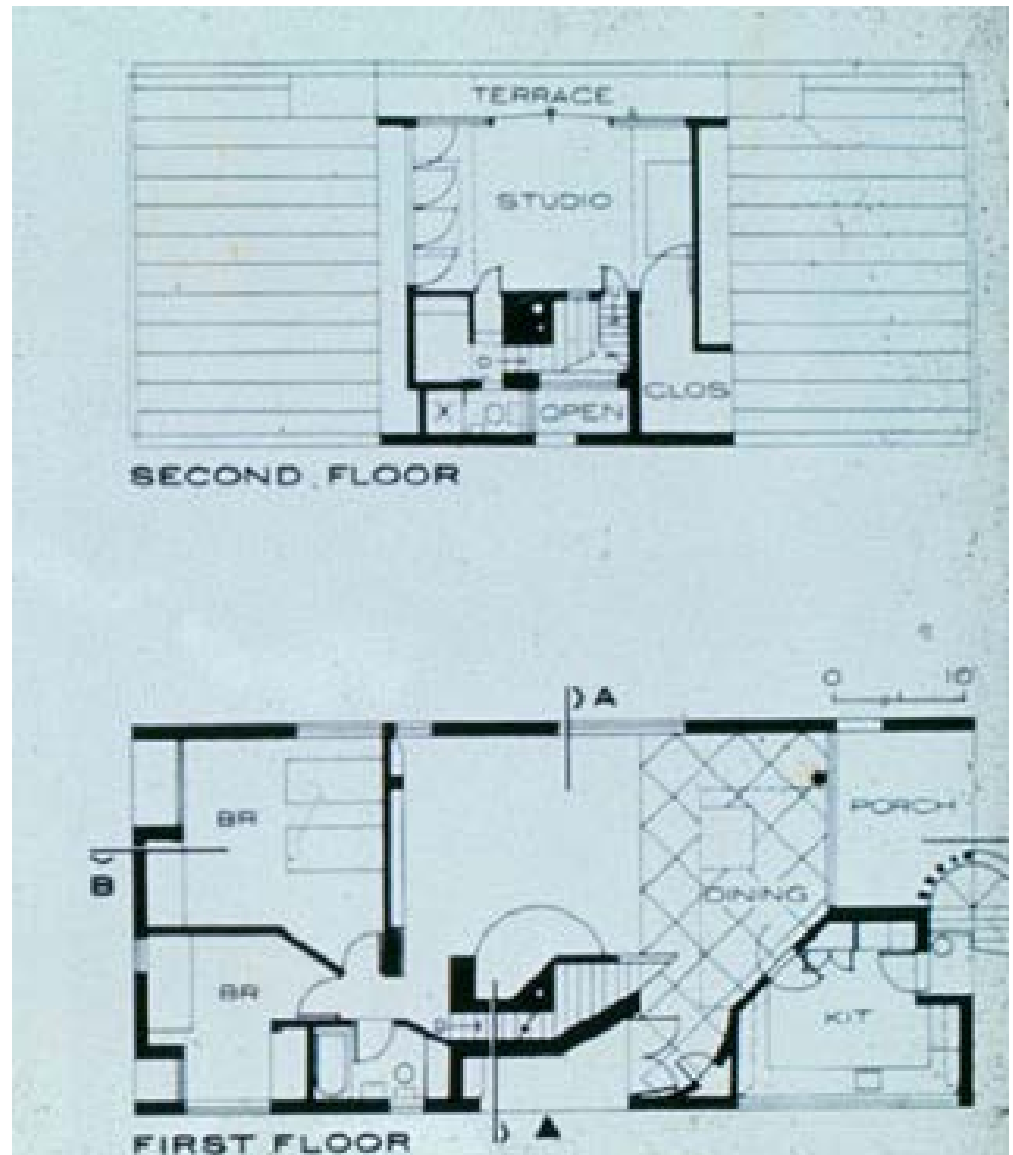 TERRACE
STUDIO
D
CLOS
X
OPEN
SECOND FLOOR
0 10'
A
BR
PORCH
B
DINING
BR
KIT
FIRST FLOOR